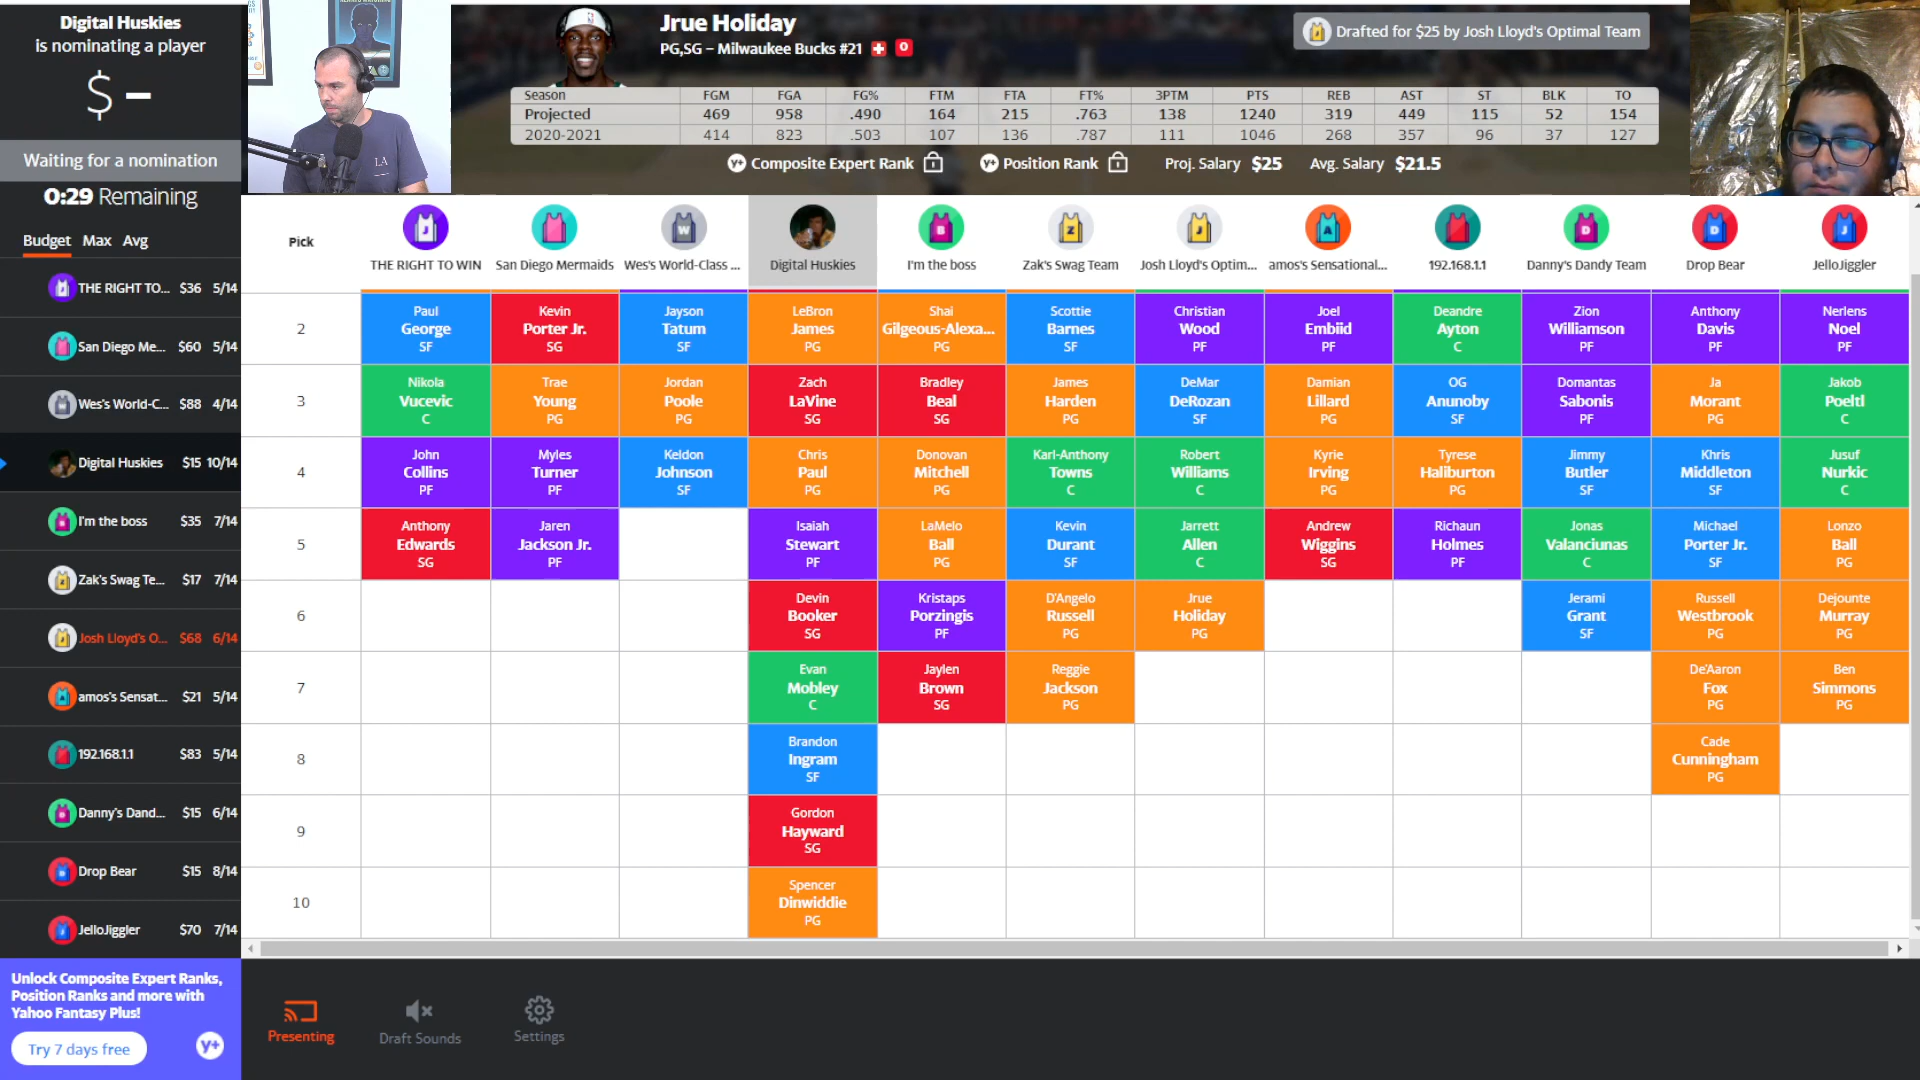 Digital Huskies
is nominating a player
$ –
Waiting for a nomination
0:29 Remaining
Budget Max Avg
THE RIGHT TO... $36 5/14
San Diego Me... $60 5/14
Wes's World-C... $88 4/14
Digital Huskies $15 10/14
I'm the boss $35 7/14
Zak's Swag Te... $17 7/14
Josh Lloyd's O... $68 6/14
amos's Sensat... $21 5/14
192.168.1.1 $83 5/14
Danny's Dand... $15 6/14
Drop Bear $15 8/14
JelloJiggler $70 7/14
Unlock Composite Expert Ranks,
Position Ranks and more with
Yahoo Fantasy Plus!
Try 7 days free
y+
LA
Jrue Holiday
PG,SG – Milwaukee Bucks #21
Drafted for $25 by Josh Lloyd's Optimal Team
Season FGM FGA FG% FTM FTA FT% 3PTM PTS REB AST ST BLK TO
Projected 469 958 .490 164 215 .763 138 1240 319 449 115 52 154
2020-2021 414 823 .503 107 136 .787 111 1046 268 357 96 37 127
y+ Composite Expert Rank y+ Position Rank Proj. Salary $25 Avg. Salary $21.5
J W B Z J A D D J
Pick THE RIGHT TO WIN San Diego Mermaids Wes's World-Class ... Digital Huskies I'm the boss Zak's Swag Team Josh Lloyd's Optim... amos's Sensational... 192.168.1.1 Danny's Dandy Team Drop Bear JelloJiggler
Paul Kevin Jayson LeBron Shai Scottie Christian Joel Deandre Zion Anthony Nerlens
2 George Porter Jr. Tatum James Gilgeous-Alexa... Barnes Wood Embiid Ayton Williamson Davis Noel
SF SG SF PG PG SF PF PF C PF PF PF
Nikola Trae Jordan Zach Bradley James DeMar Damian OG Domantas Ja Jakob
3 Vucevic Young Poole LaVine Beal Harden DeRozan Lillard Anunoby Sabonis Morant Poeltl
C PG PG SG SG PG SF PG SF PF PG C
John Myles Keldon Chris Donovan Karl-Anthony Robert Kyrie Tyrese Jimmy Khris Jusuf
4 Collins Turner Johnson Paul Mitchell Towns Williams Irving Haliburton Butler Middleton Nurkic
PF PF SF PG PG C C PG PG SF SF C
Anthony Jaren Isaiah LaMelo Kevin Jarrett Andrew Richaun Jonas Michael Lonzo
5 Edwards Jackson Jr. Stewart Ball Durant Allen Wiggins Holmes Valanciunas Porter Jr. Ball
SG PF PF PG SF C SG PF C SF PG
Devin Kristaps D'Angelo Jrue Jerami Russell Dejounte
6 Booker Porzingis Russell Holiday Grant Westbrook Murray
SG PF PG PG SF PG PG
Evan Jaylen Reggie De'Aaron Ben
7 Mobley Brown Jackson Fox Simmons
C SG PG PG PG
Brandon Cade
8 Ingram Cunningham
SF PG
Gordon
9 Hayward
SG
Spencer
10 Dinwiddie
PG
Presenting Draft Sounds Settings